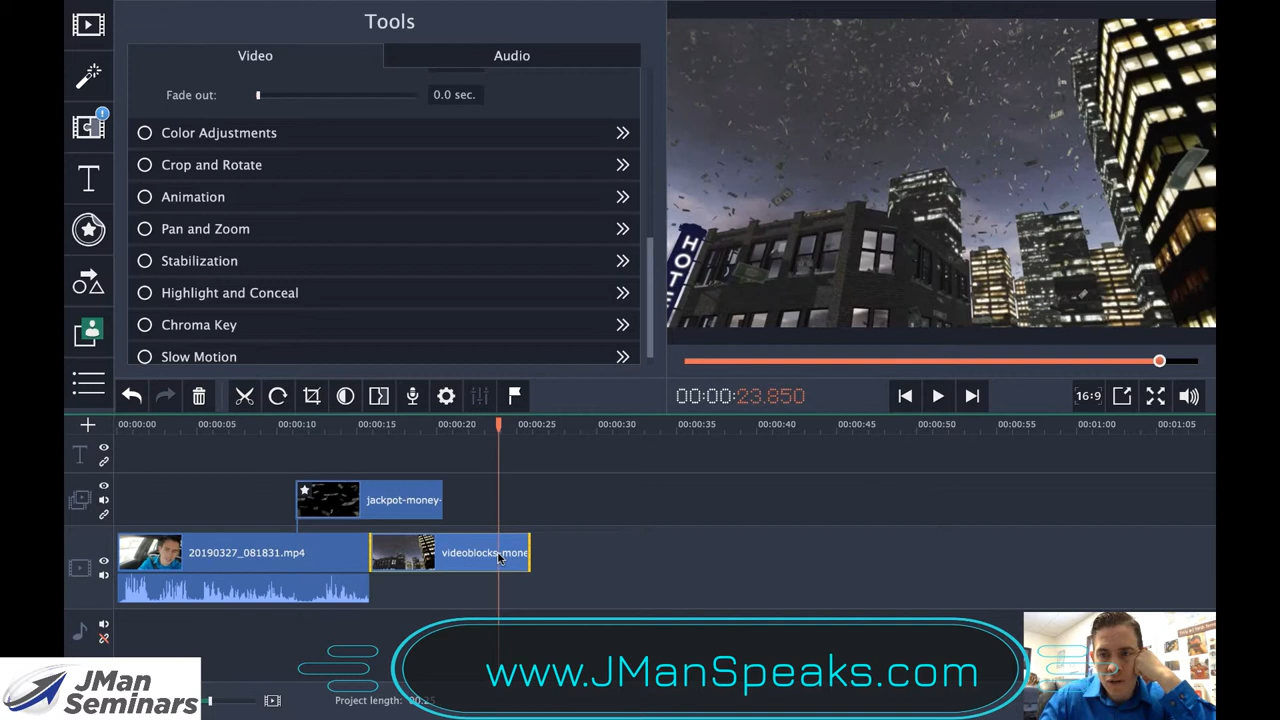 Tools
Video
Audio
Fade out:
0.0 sec.
Color Adjustments
Crop and Rotate
Animation
Pan and Zoom
Stabilization
Highlight and Conceal
Chroma Key
Slow Motion
HOTE
00:00:23.850
16:9
00:00:00 00:00:05 00:00:10 00:00:15 00:00:20 00:00:25 00:00:30 00:00:35 00:00:40 00:00:45 00:00:50 00:00:55 00:01:00 00:01:05
jackpot-money-
20190327_081831.mp4
videoblocks-mone
www.JManSpeaks.com
JMan
Seminars
Project length: